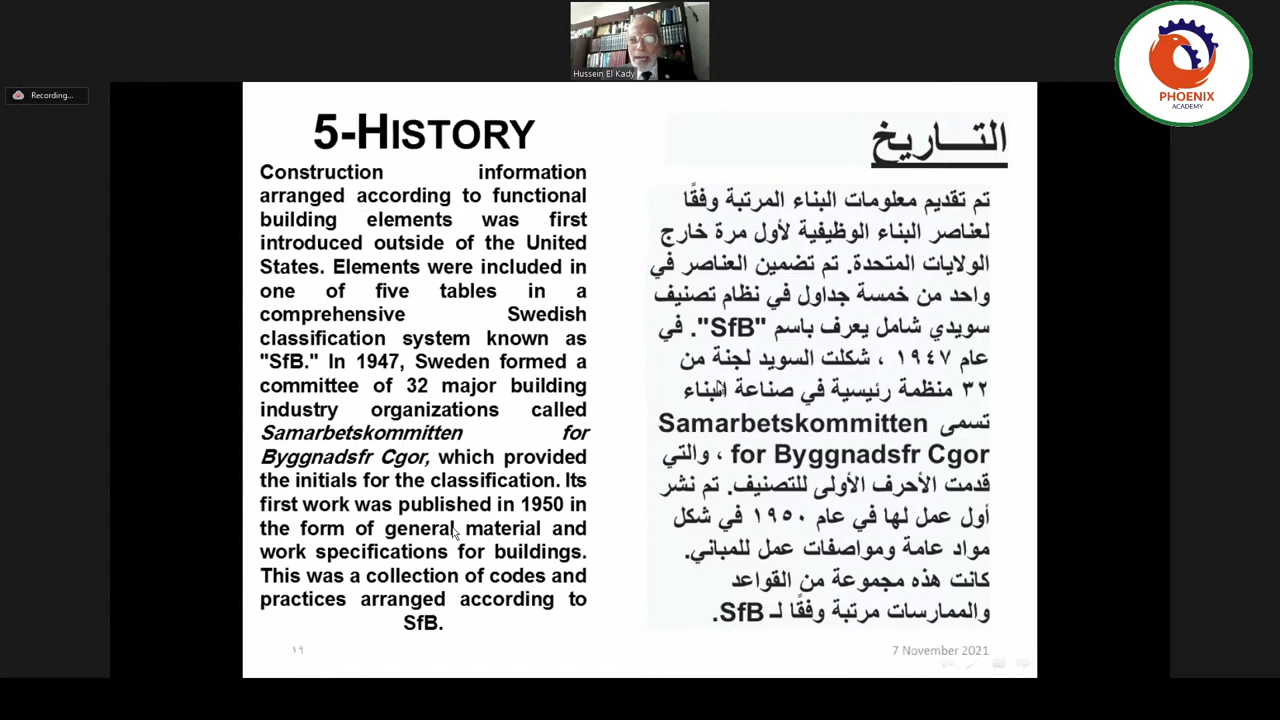 Hussein El Kady
Recording...
PHOENIX
ACADEMY
5-HISTORY
Construction information
arranged according to functional
building elements was first
introduced outside of the United
States. Elements were included in
one of five tables in a
comprehensive Swedish
classification system known as
"SfB." In 1947, Sweden formed a
committee of 32 major building
industry organizations called
Samarbetskommitten for
Byggnadsfr Cgor, which provided
the initials for the classification. Its
first work was published in 1950 in
the form of general material and
work specifications for buildings.
This was a collection of codes and
practices arranged according to
SfB.
التـــاريخ
تم تقديم معلومات البناء المرتبة وفقًا
لعناصر البناء الوظيفية لأول مرة خارج
الولايات المتحدة. تم تضمين العناصر في
واحد من خمسة جداول في نظام تصنيف
سويدي شامل يعرف باسم "SfB". في
عام ١٩٤٧ ، شكلت السويد لجنة من
٣٢ منظمة رئيسية في صناعة البناء
تسمى Samarbetskommitten
for Byggnadsfr Cgor ، والتي
قدمت الأحرف الأولى للتصنيف. تم نشر
أول عمل لها في عام ١٩٥٠ في شكل
مواد عامة ومواصفات عمل للمباني.
كانت هذه مجموعة من القواعد
والممارسات مرتبة وفقًا لـ SfB.
١٩
7 November 2021